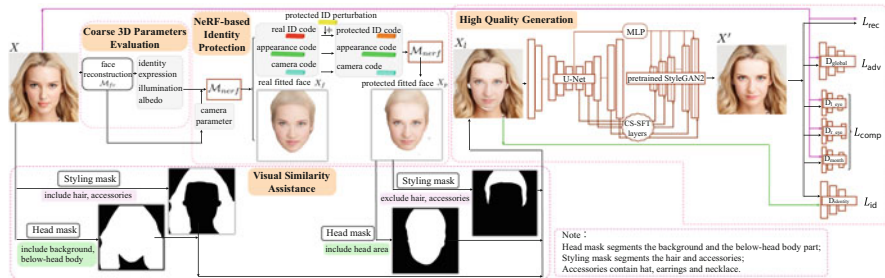 Coarse 3D Parameters
Evaluation
NeRF-based
Identity
Protection
protected ID perturbation
real ID code
protected ID code
appearance code
appearance code
camera code
camera code
real fitted face X_f
protected fitted face X_p
M_nerf
M_nerf
X
face
reconstruction
identity
expression
illumination
albedo
camera
parameter
High Quality Generation
X_i
MLP
U-Net
pretrained StyleGAN2
CS-SFT
layers
X'
L_rec
D_global
L_adv
L_comp
D_mouth
D_identity
L_id
Visual Similarity
Assistance
Styling mask
include hair, accessories
Head mask
include background,
below-head body
Styling mask
exclude hair, accessories
Head mask
include head area
Note：
Head mask segments the background and the below-head body part;
Styling mask segments the hair and accessories;
Accessories contain hat, earrings and necklace.